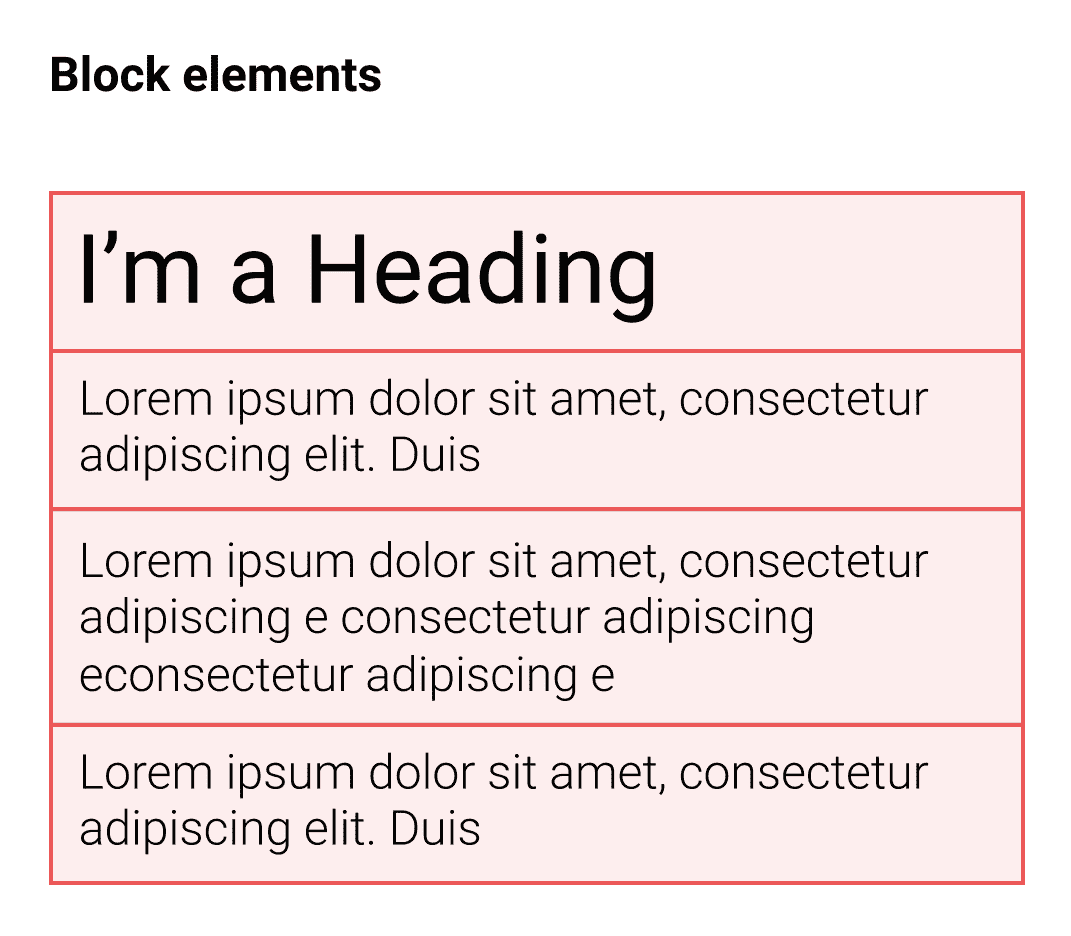 Block elements
I’m a Heading
Lorem ipsum dolor sit amet, consectetur
adipiscing elit. Duis
Lorem ipsum dolor sit amet, consectetur
adipiscing e consectetur adipiscing
econsectetur adipiscing e
Lorem ipsum dolor sit amet, consectetur
adipiscing elit. Duis